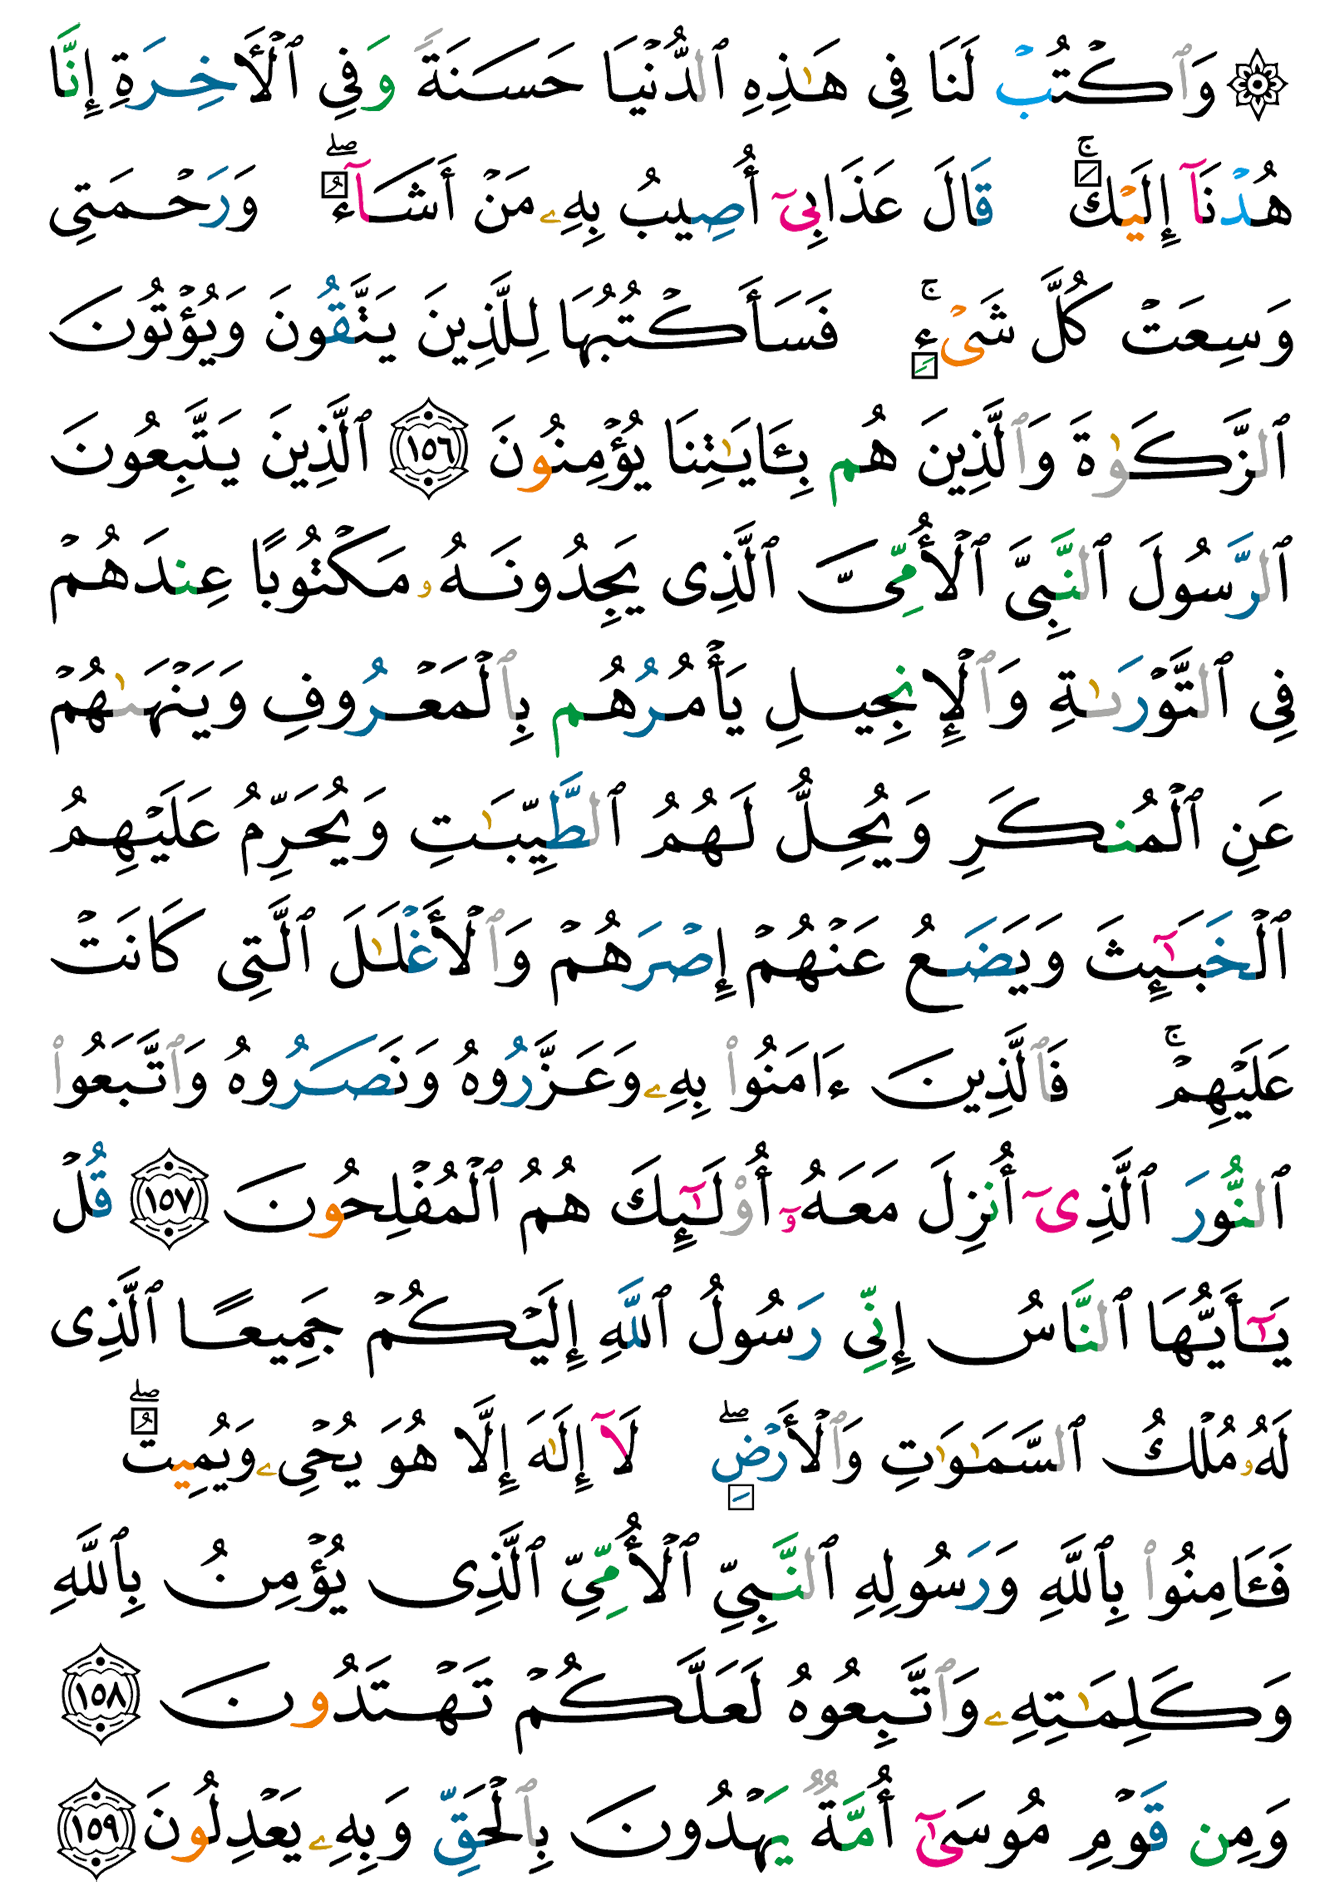 ۞ وَٱكْتُبْ لَنَا فِي هَٰذِهِ ٱلدُّنْيَا حَسَنَةً وَفِي ٱلْأَخِرَةِ إِنَّا
هُدْنَآ إِلَيْكَ ۚ قَالَ عَذَابِىٓ أُصِيبُ بِهِۦ مَنْ أَشَآءُ ۖ وَرَحْمَتِى
وَسِعَتْ كُلَّ شَىْءٍ ۚ فَسَأَكْتُبُهَا لِلَّذِينَ يَتَّقُونَ وَيُؤْتُونَ
ٱلزَّكَوٰةَ وَٱلَّذِينَ هُم بِـَٔايَـٰتِنَا يُؤْمِنُونَ ١٥٦ ٱلَّذِينَ يَتَّبِعُونَ
ٱلرَّسُولَ ٱلنَّبِىَّ ٱلْأُمِّىَّ ٱلَّذِى يَجِدُونَهُۥ مَكْتُوبًا عِندَهُمْ
فِى ٱلتَّوْرَىٰةِ وَٱلْإِنجِيلِ يَأْمُرُهُم بِٱلْمَعْرُوفِ وَيَنْهَىٰهُمْ
عَنِ ٱلْمُنكَرِ وَيُحِلُّ لَهُمُ ٱلطَّيِّبَـٰتِ وَيُحَرِّمُ عَلَيْهِمُ
ٱلْخَبَـٰٓئِثَ وَيَضَعُ عَنْهُمْ إِصْرَهُمْ وَٱلْأَغْلَـٰلَ ٱلَّتِى كَانَتْ
عَلَيْهِمْ ۚ فَٱلَّذِينَ ءَامَنُوا۟ بِهِۦ وَعَزَّرُوهُ وَنَصَرُوهُ وَٱتَّبَعُوا۟
ٱلنُّورَ ٱلَّذِىٓ أُنزِلَ مَعَهُۥٓ أُو۟لَـٰٓئِكَ هُمُ ٱلْمُفْلِحُونَ ١٥٧ قُلْ
يَـٰٓأَيُّهَا ٱلنَّاسُ إِنِّى رَسُولُ ٱللَّهِ إِلَيْكُمْ جَمِيعًا ٱلَّذِى
لَهُۥ مُلْكُ ٱلسَّمَـٰوَٰتِ وَٱلْأَرْضِ ۖ لَآ إِلَـٰهَ إِلَّا هُوَ يُحْىِۦ وَيُمِيتُ ۖ
فَـَٔامِنُوا۟ بِٱللَّهِ وَرَسُولِهِ ٱلنَّبِىِّ ٱلْأُمِّىِّ ٱلَّذِى يُؤْمِنُ بِٱللَّهِ
وَكَلِمَـٰتِهِۦ وَٱتَّبِعُوهُ لَعَلَّكُمْ تَهْتَدُونَ ١٥٨
وَمِن قَوْمِ مُوسَىٰٓ أُمَّةٌ يَهْدُونَ بِٱلْحَقِّ وَبِهِۦ يَعْدِلُونَ ١٥٩